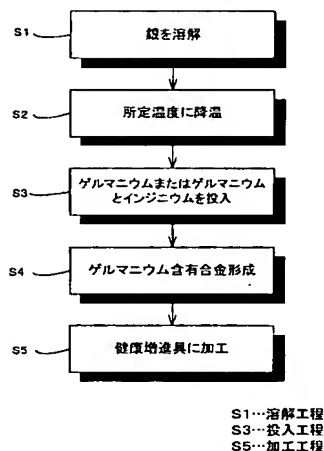 S1
銀を溶解
S2
所定温度に降温
S3
ゲルマニウムまたはゲルマニウム
とインジニウムを投入
S4
ゲルマニウム含有合金形成
S5
健康増進具に加工
S1…溶解工程
S3…投入工程
S5…加工工程